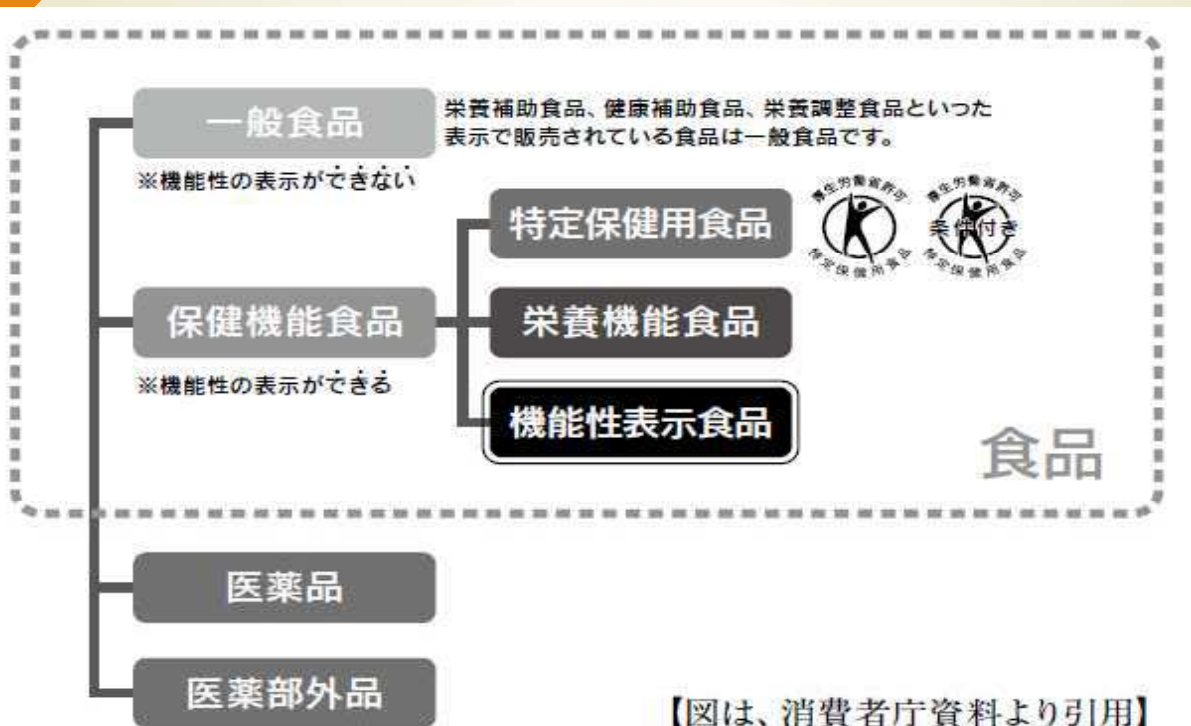 一般食品
栄養補助食品、健康補助食品、栄養調整食品といった
表示で販売されている食品は一般食品です。
※機能性の表示ができない
特定保健用食品
厚生労働省許可
特定保健用食品
厚生労働省許可
条件付き
特定保健用食品
保健機能食品
栄養機能食品
※機能性の表示ができる
機能性表示食品
食品
医薬品
医薬部外品
【図は、消費者庁資料より引用】